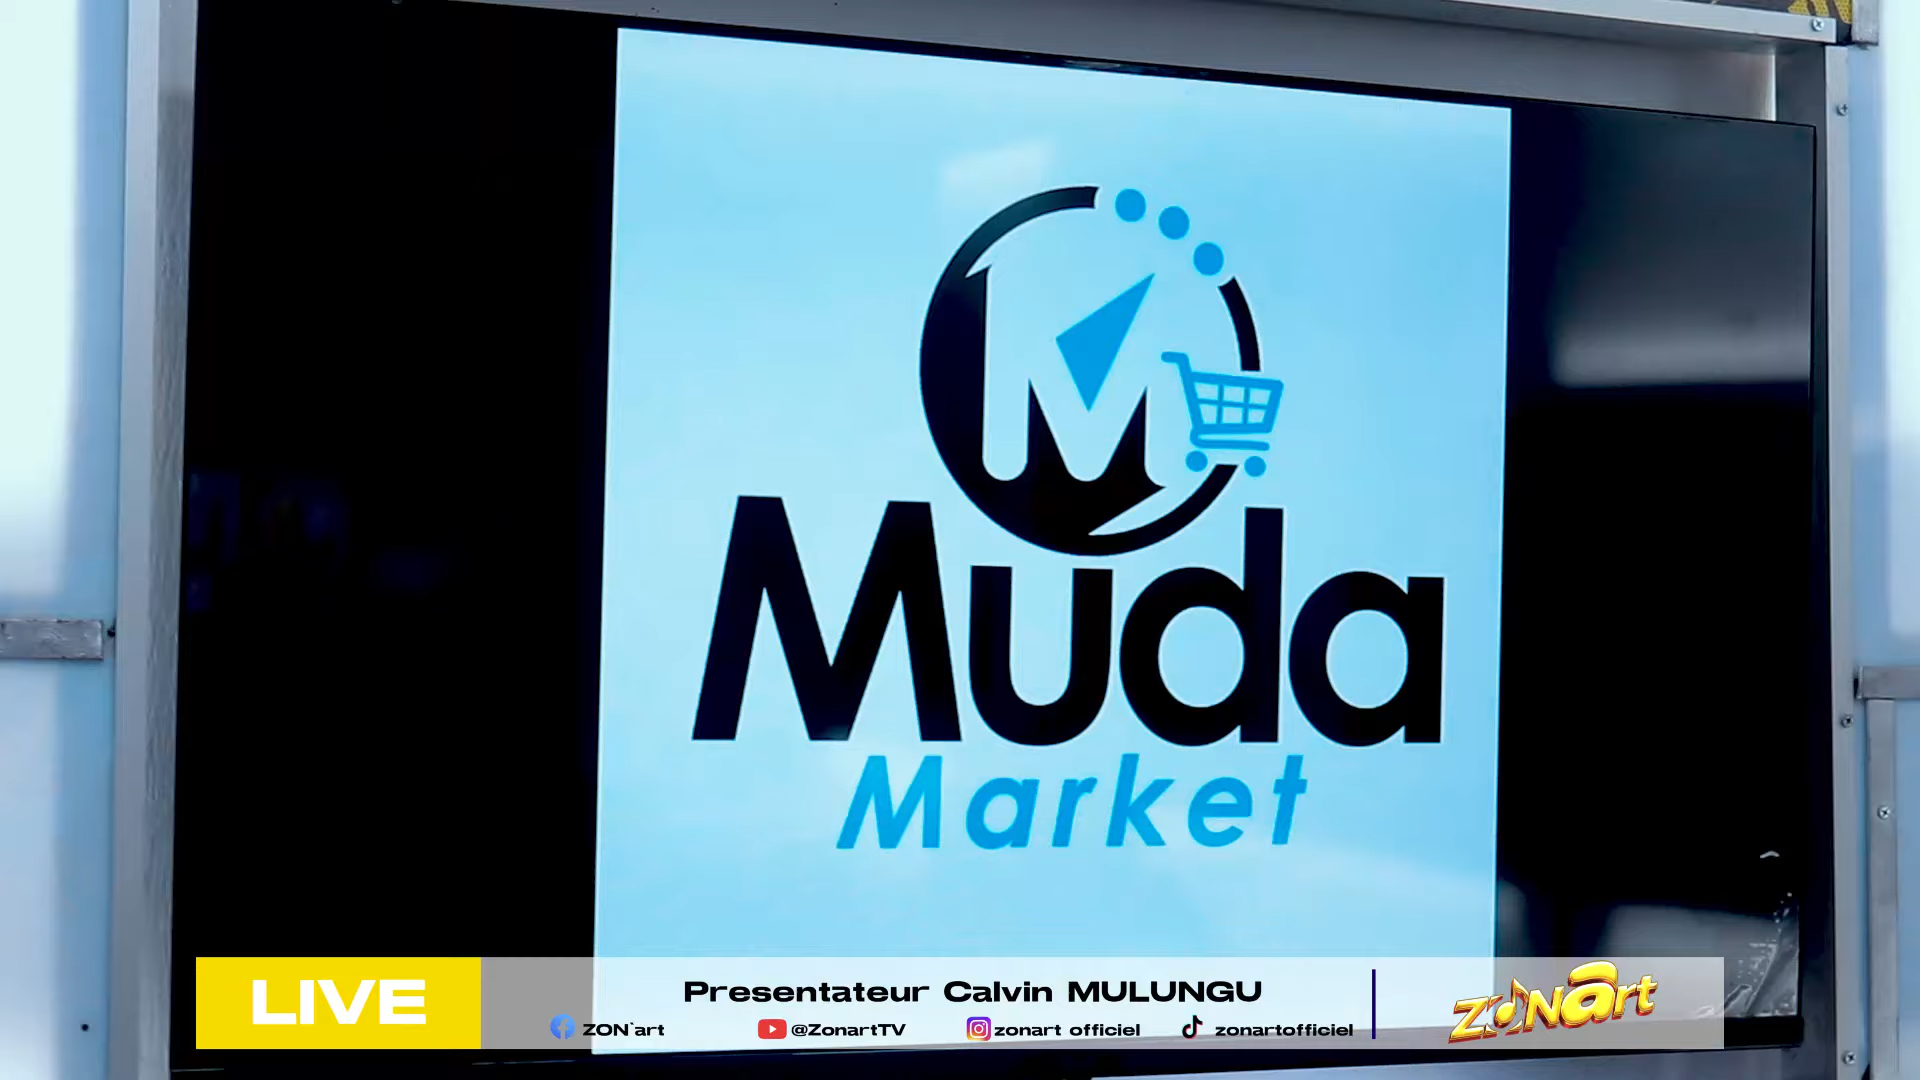 M
Muda
Market
LIVE
Presentateur Calvin MULUNGU
ZON`art
@ZonartTV
zonart officiel
zonartofficiel
ZONart